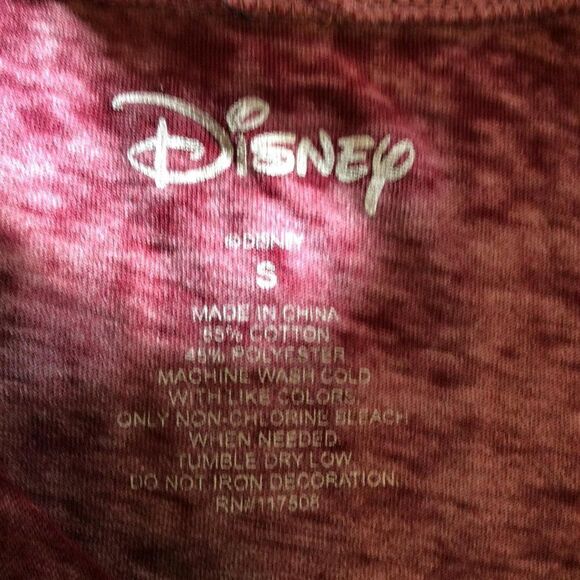 Disney
©DISNEY
S
MADE IN CHINA
55% COTTON
45% POLYESTER
MACHINE WASH COLD
WITH LIKE COLORS.
ONLY NON-CHLORINE BLEACH
WHEN NEEDED.
TUMBLE DRY LOW.
DO NOT IRON DECORATION.
RN#117508